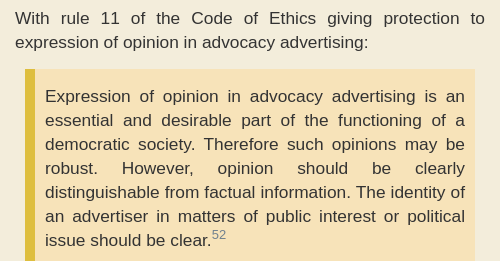 With rule 11 of the Code of Ethics giving protection to
expression of opinion in advocacy advertising:
Expression of opinion in advocacy advertising is an
essential and desirable part of the functioning of a
democratic society. Therefore such opinions may be
robust. However, opinion should be clearly
distinguishable from factual information. The identity of
an advertiser in matters of public interest or political
issue should be clear.52